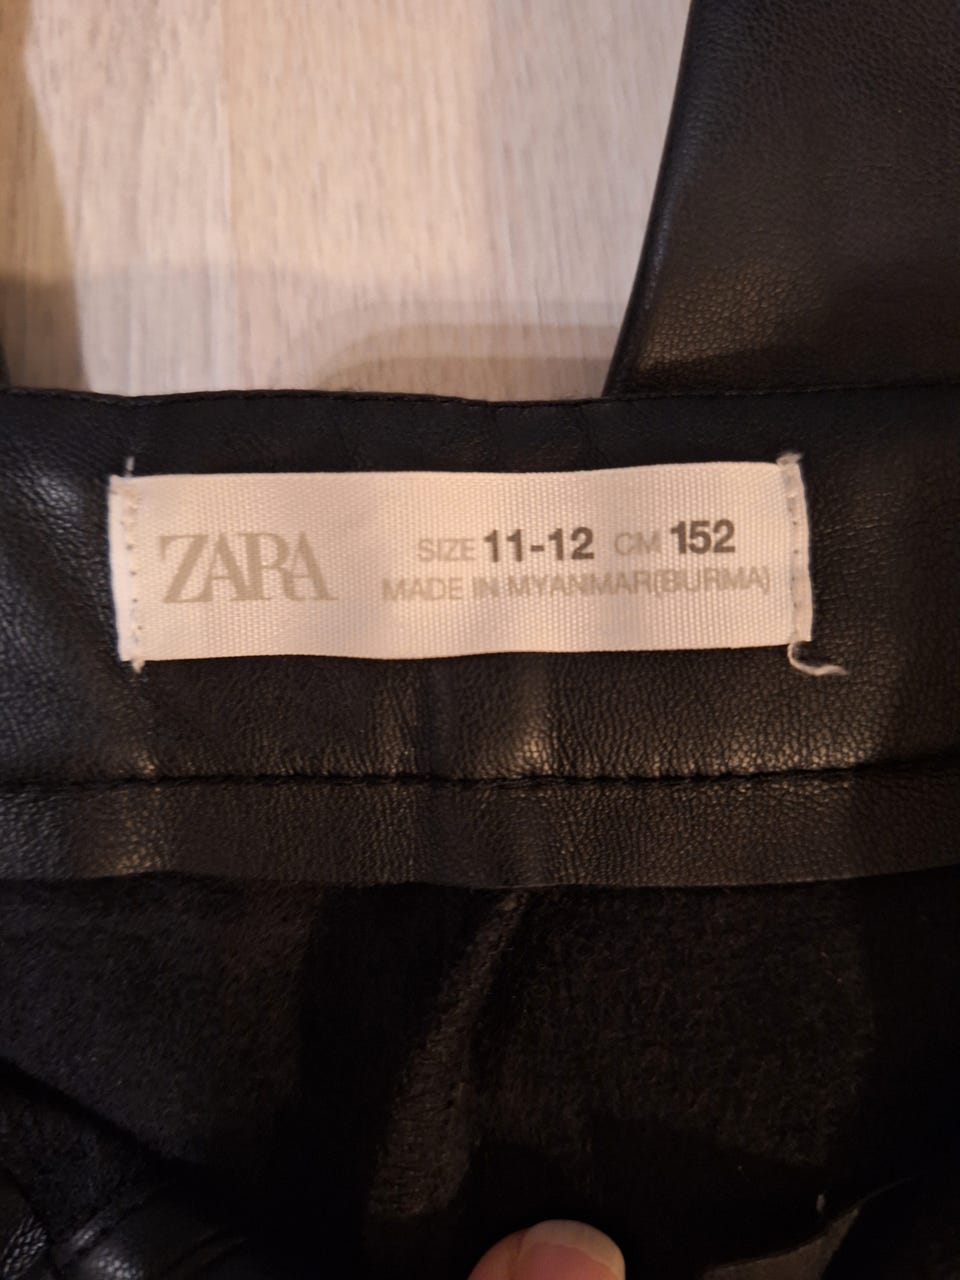 ZARA
SIZE 11-12 CM 152
MADE IN MYANMAR(BURMA)